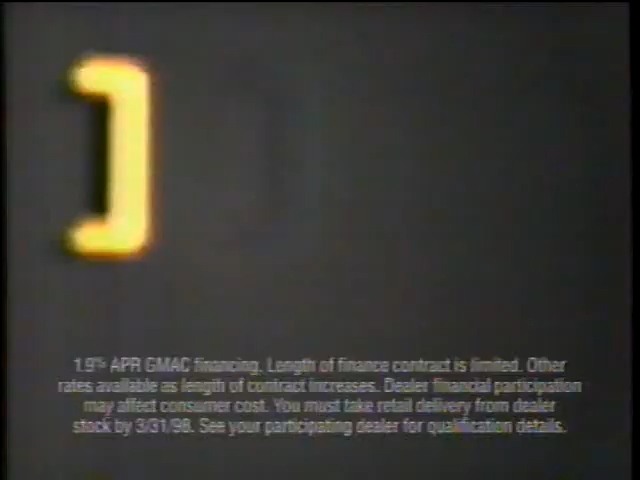 ]
1.9% APR GMAC financing. Length of finance contract is limited. Other
rates available as length of contract increases. Dealer financial participation
may affect consumer cost. You must take retail delivery from dealer
stock by 3/31/98. See your participating dealer for qualification details.